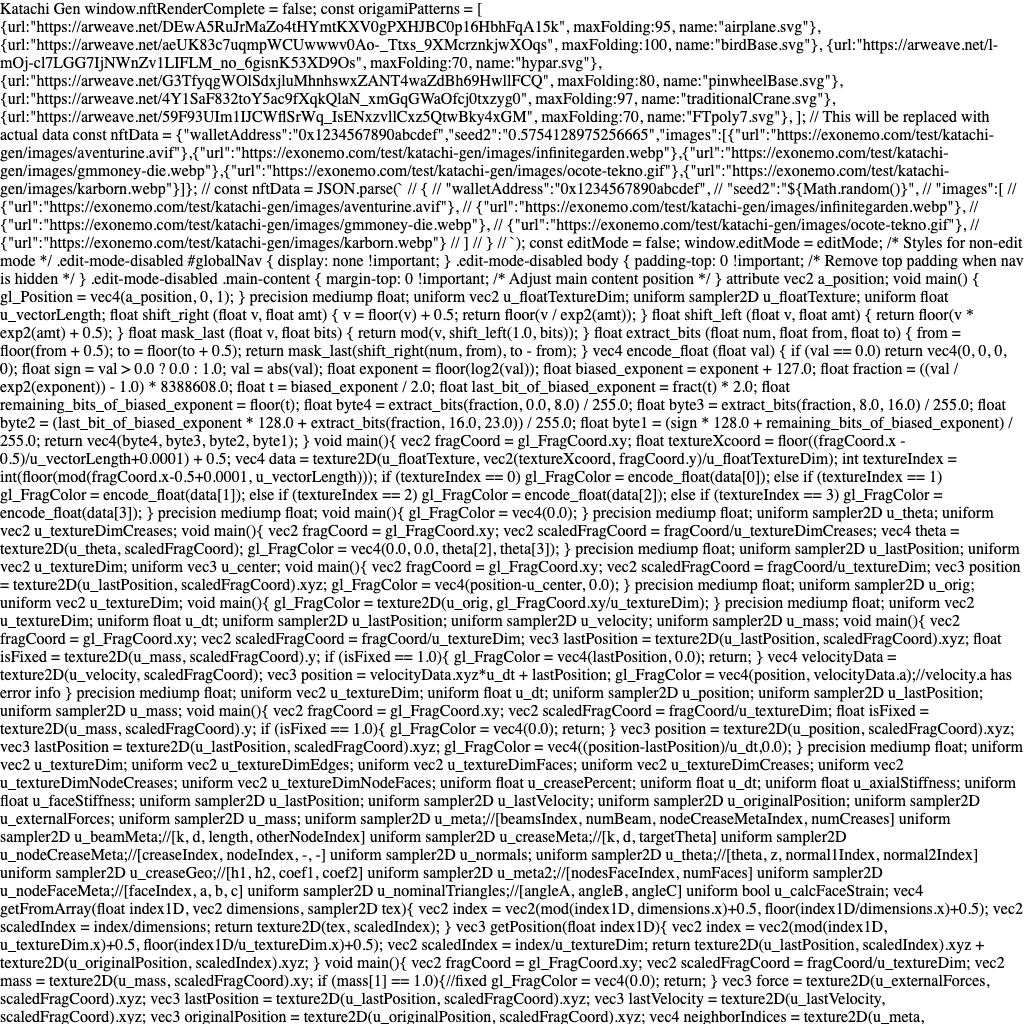 Katachi Gen window.nftRenderComplete = false; const origamiPatterns = [
{url:"https://arweave.net/DEwA5RuJrMaZo4tHYmtKXV0gPXHJBC0p16HbhFqA15k", maxFolding:95, name:"airplane.svg"},
{url:"https://arweave.net/aeUK83c7uqmpWCUwwwv0Ao-_Ttxs_9XMcrznkjwXOqs", maxFolding:100, name:"birdBase.svg"}, {url:"https://arweave.net/l-
mOj-cl7LGG7IjNWnZv1LIFLM_no_6gisnK53XD9Os", maxFolding:70, name:"hypar.svg"},
{url:"https://arweave.net/G3TfyqgWOlSdxjluMhnhswxZANT4waZdBh69HwllFCQ", maxFolding:80, name:"pinwheelBase.svg"},
{url:"https://arweave.net/4Y1SaF832toY5ac9fXqkQlaN_xmGqGWaOfcj0txzyg0", maxFolding:97, name:"traditionalCrane.svg"},
{url:"https://arweave.net/59F93UIm1IJCWflSrWq_IsENxzvllCxz5QtwBky4xGM", maxFolding:70, name:"FTpoly7.svg"}, ]; // This will be replaced with
actual data const nftData = {"walletAddress":"0x1234567890abcdef","seed2":"0.5754128975256665","images":[{"url":"https://exonemo.com/test/katachi-
gen/images/aventurine.avif"},{"url":"https://exonemo.com/test/katachi-gen/images/infinitegarden.webp"},{"url":"https://exonemo.com/test/katachi-
gen/images/gmmoney-die.webp"},{"url":"https://exonemo.com/test/katachi-gen/images/ocote-tekno.gif"},{"url":"https://exonemo.com/test/katachi-
gen/images/karborn.webp"}]}; // const nftData = JSON.parse(` // { // "walletAddress":"0x1234567890abcdef", // "seed2":"${Math.random()}", // "images":[ //
{"url":"https://exonemo.com/test/katachi-gen/images/aventurine.avif"}, // {"url":"https://exonemo.com/test/katachi-gen/images/infinitegarden.webp"}, //
{"url":"https://exonemo.com/test/katachi-gen/images/gmmoney-die.webp"}, // {"url":"https://exonemo.com/test/katachi-gen/images/ocote-tekno.gif"}, //
{"url":"https://exonemo.com/test/katachi-gen/images/karborn.webp"} // ] // } //`); const editMode = false; window.editMode = editMode; /* Styles for non-edit
mode */ .edit-mode-disabled #globalNav { display: none !important; } .edit-mode-disabled body { padding-top: 0 !important; /* Remove top padding when nav
is hidden */ } .edit-mode-disabled .main-content { margin-top: 0 !important; /* Adjust main content position */ } attribute vec2 a_position; void main() {
gl_Position = vec4(a_position, 0, 1); } precision mediump float; uniform vec2 u_floatTextureDim; uniform sampler2D u_floatTexture; uniform float
u_vectorLength; float shift_right (float v, float amt) { v = floor(v) + 0.5; return floor(v / exp2(amt)); } float shift_left (float v, float amt) { return floor(v *
exp2(amt) + 0.5); } float mask_last (float v, float bits) { return mod(v, shift_left(1.0, bits)); } float extract_bits (float num, float from, float to) { from =
floor(from + 0.5); to = floor(to + 0.5); return mask_last(shift_right(num, from), to - from); } vec4 encode_float (float val) { if (val == 0.0) return vec4(0, 0, 0,
0); float sign = val > 0.0 ? 0.0 : 1.0; val = abs(val); float exponent = floor(log2(val)); float biased_exponent = exponent + 127.0; float fraction = ((val /
exp2(exponent)) - 1.0) * 8388608.0; float t = biased_exponent / 2.0; float last_bit_of_biased_exponent = fract(t) * 2.0; float
remaining_bits_of_biased_exponent = floor(t); float byte4 = extract_bits(fraction, 0.0, 8.0) / 255.0; float byte3 = extract_bits(fraction, 8.0, 16.0) / 255.0; float
byte2 = (last_bit_of_biased_exponent * 128.0 + extract_bits(fraction, 16.0, 23.0)) / 255.0; float byte1 = (sign * 128.0 + remaining_bits_of_biased_exponent) /
255.0; return vec4(byte4, byte3, byte2, byte1); } void main(){ vec2 fragCoord = gl_FragCoord.xy; float textureXcoord = floor((fragCoord.x -
0.5)/u_vectorLength+0.0001) + 0.5; vec4 data = texture2D(u_floatTexture, vec2(textureXcoord, fragCoord.y)/u_floatTextureDim); int textureIndex =
int(floor(mod(fragCoord.x-0.5+0.0001, u_vectorLength))); if (textureIndex == 0) gl_FragColor = encode_float(data[0]); else if (textureIndex == 1)
gl_FragColor = encode_float(data[1]); else if (textureIndex == 2) gl_FragColor = encode_float(data[2]); else if (textureIndex == 3) gl_FragColor =
encode_float(data[3]); } precision mediump float; void main(){ gl_FragColor = vec4(0.0); } precision mediump float; uniform sampler2D u_theta; uniform
vec2 u_textureDimCreases; void main(){ vec2 fragCoord = gl_FragCoord.xy; vec2 scaledFragCoord = fragCoord/u_textureDimCreases; vec4 theta =
texture2D(u_theta, scaledFragCoord); gl_FragColor = vec4(0.0, 0.0, theta[2], theta[3]); } precision mediump float; uniform sampler2D u_lastPosition; uniform
vec2 u_textureDim; uniform vec3 u_center; void main(){ vec2 fragCoord = gl_FragCoord.xy; vec2 scaledFragCoord = fragCoord/u_textureDim; vec3 position
= texture2D(u_lastPosition, scaledFragCoord).xyz; gl_FragColor = vec4(position-u_center, 0.0); } precision mediump float; uniform sampler2D u_orig;
uniform vec2 u_textureDim; void main(){ gl_FragColor = texture2D(u_orig, gl_FragCoord.xy/u_textureDim); } precision mediump float; uniform vec2
u_textureDim; uniform float u_dt; uniform sampler2D u_lastPosition; uniform sampler2D u_velocity; uniform sampler2D u_mass; void main(){ vec2
fragCoord = gl_FragCoord.xy; vec2 scaledFragCoord = fragCoord/u_textureDim; vec3 lastPosition = texture2D(u_lastPosition, scaledFragCoord).xyz; float
isFixed = texture2D(u_mass, scaledFragCoord).y; if (isFixed == 1.0){ gl_FragColor = vec4(lastPosition, 0.0); return; } vec4 velocityData =
texture2D(u_velocity, scaledFragCoord); vec3 position = velocityData.xyz*u_dt + lastPosition; gl_FragColor = vec4(position, velocityData.a);//velocity.a has
error info } precision mediump float; uniform vec2 u_textureDim; uniform float u_dt; uniform sampler2D u_position; uniform sampler2D u_lastPosition;
uniform sampler2D u_mass; void main(){ vec2 fragCoord = gl_FragCoord.xy; vec2 scaledFragCoord = fragCoord/u_textureDim; float isFixed =
texture2D(u_mass, scaledFragCoord).y; if (isFixed == 1.0){ gl_FragColor = vec4(0.0); return; } vec3 position = texture2D(u_position, scaledFragCoord).xyz;
vec3 lastPosition = texture2D(u_lastPosition, scaledFragCoord).xyz; gl_FragColor = vec4((position-lastPosition)/u_dt,0.0); } precision mediump float; uniform
vec2 u_textureDim; uniform vec2 u_textureDimEdges; uniform vec2 u_textureDimFaces; uniform vec2 u_textureDimCreases; uniform vec2
u_textureDimNodeCreases; uniform vec2 u_textureDimNodeFaces; uniform float u_creasePercent; uniform float u_dt; uniform float u_axialStiffness; uniform
float u_faceStiffness; uniform sampler2D u_lastPosition; uniform sampler2D u_lastVelocity; uniform sampler2D u_originalPosition; uniform sampler2D
u_externalForces; uniform sampler2D u_mass; uniform sampler2D u_meta;//[beamsIndex, numBeam, nodeCreaseMetaIndex, numCreases] uniform
sampler2D u_beamMeta;//[k, d, length, otherNodeIndex] uniform sampler2D u_creaseMeta;//[k, d, targetTheta] uniform sampler2D
u_nodeCreaseMeta;//[creaseIndex, nodeIndex, -, -] uniform sampler2D u_normals; uniform sampler2D u_theta;//[theta, z, normal1Index, normal2Index]
uniform sampler2D u_creaseGeo;//[h1, h2, coef1, coef2] uniform sampler2D u_meta2;//[nodesFaceIndex, numFaces] uniform sampler2D
u_nodeFaceMeta;//[faceIndex, a, b, c] uniform sampler2D u_nominalTriangles;//[angleA, angleB, angleC] uniform bool u_calcFaceStrain; vec4
getFromArray(float index1D, vec2 dimensions, sampler2D tex){ vec2 index = vec2(mod(index1D, dimensions.x)+0.5, floor(index1D/dimensions.x)+0.5); vec2
scaledIndex = index/dimensions; return texture2D(tex, scaledIndex); } vec3 getPosition(float index1D){ vec2 index = vec2(mod(index1D,
u_textureDim.x)+0.5, floor(index1D/u_textureDim.x)+0.5); vec2 scaledIndex = index/u_textureDim; return texture2D(u_lastPosition, scaledIndex).xyz +
texture2D(u_originalPosition, scaledIndex).xyz; } void main(){ vec2 fragCoord = gl_FragCoord.xy; vec2 scaledFragCoord = fragCoord/u_textureDim; vec2
mass = texture2D(u_mass, scaledFragCoord).xy; if (mass[1] == 1.0){//fixed gl_FragColor = vec4(0.0); return; } vec3 force = texture2D(u_externalForces,
scaledFragCoord).xyz; vec3 lastPosition = texture2D(u_lastPosition, scaledFragCoord).xyz; vec3 lastVelocity = texture2D(u_lastVelocity,
scaledFragCoord).xyz; vec3 originalPosition = texture2D(u_originalPosition, scaledFragCoord).xyz; vec4 neighborIndices = texture2D(u_meta,